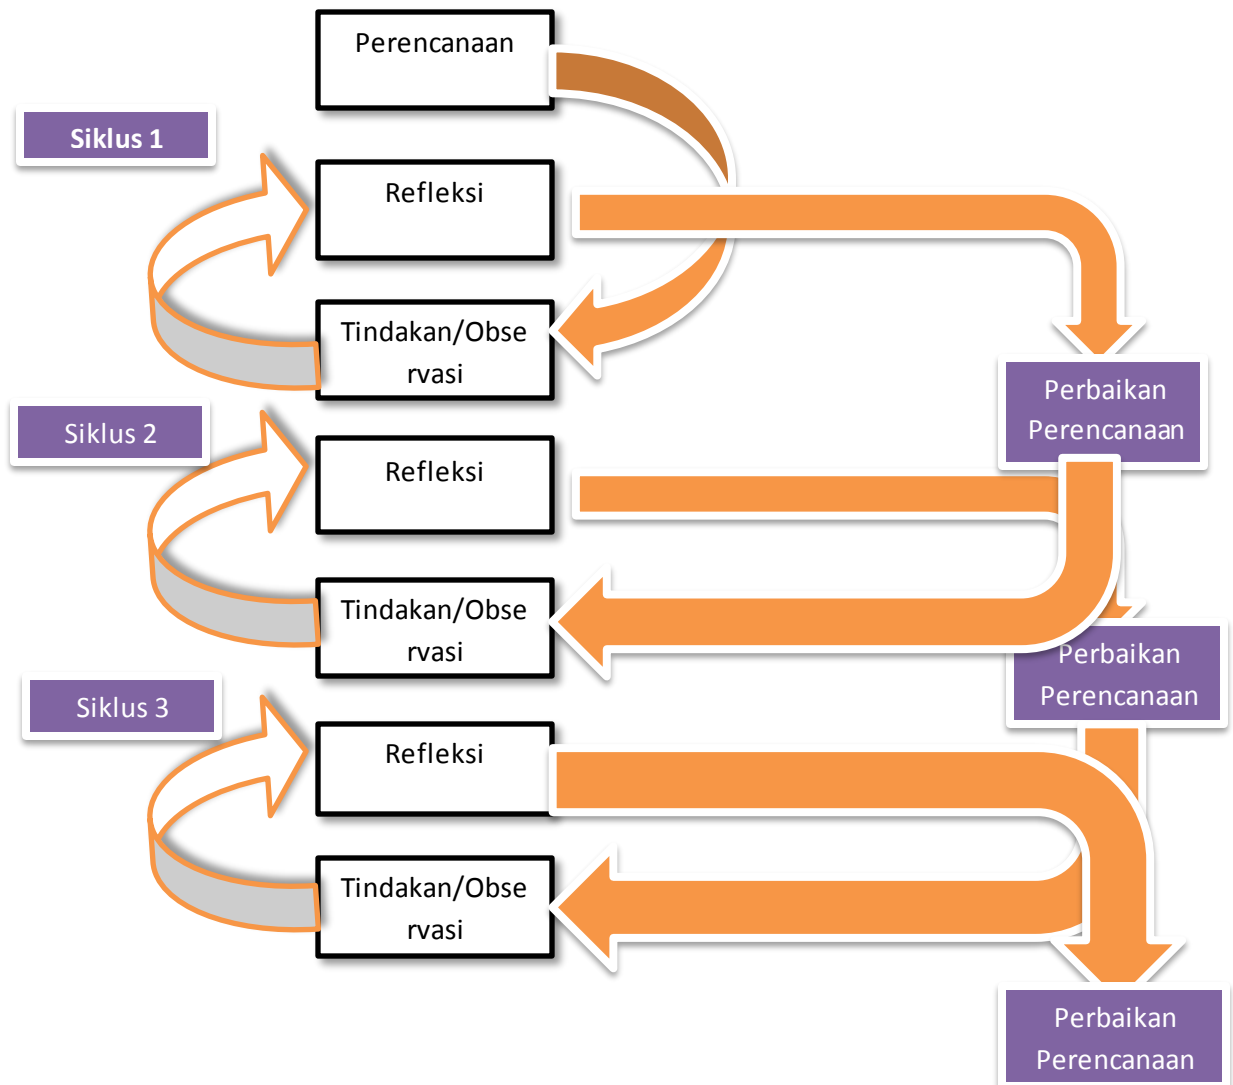 Perencanaan
Siklus 1
Refleksi
Tindakan/Obse
rvasi
Perbaikan
Perencanaan
Siklus 2
Refleksi
Tindakan/Obse
rvasi
Perbaikan
Perencanaan
Siklus 3
Refleksi
Tindakan/Obse
rvasi
Perbaikan
Perencanaan